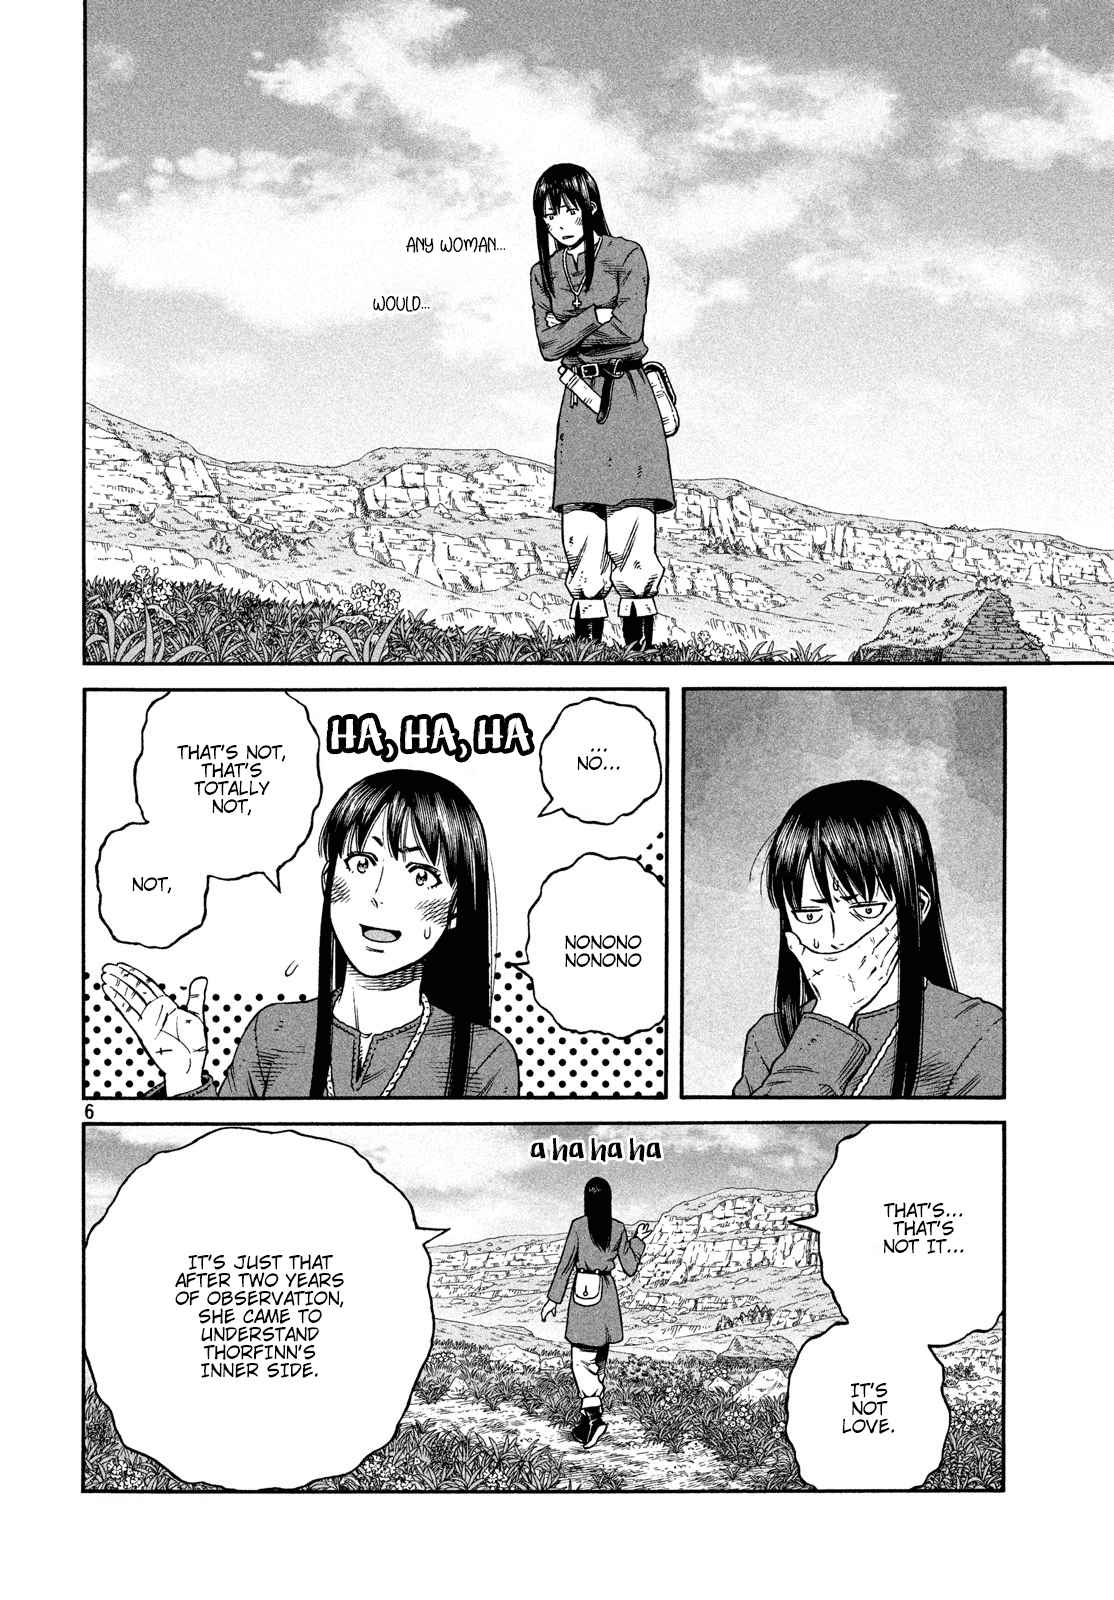 ANY WOMAN...
WOULD...
HA, HA, HA
...
NO...
NONONO
NONONO
THAT'S NOT,
THAT'S
TOTALLY
NOT,
NOT,
6
a ha ha ha
THAT'S...
THAT'S
NOT IT...
IT'S
NOT
LOVE.
IT'S JUST THAT
AFTER TWO YEARS
OF OBSERVATION,
SHE CAME TO
UNDERSTAND
THORFINN'S
INNER SIDE.